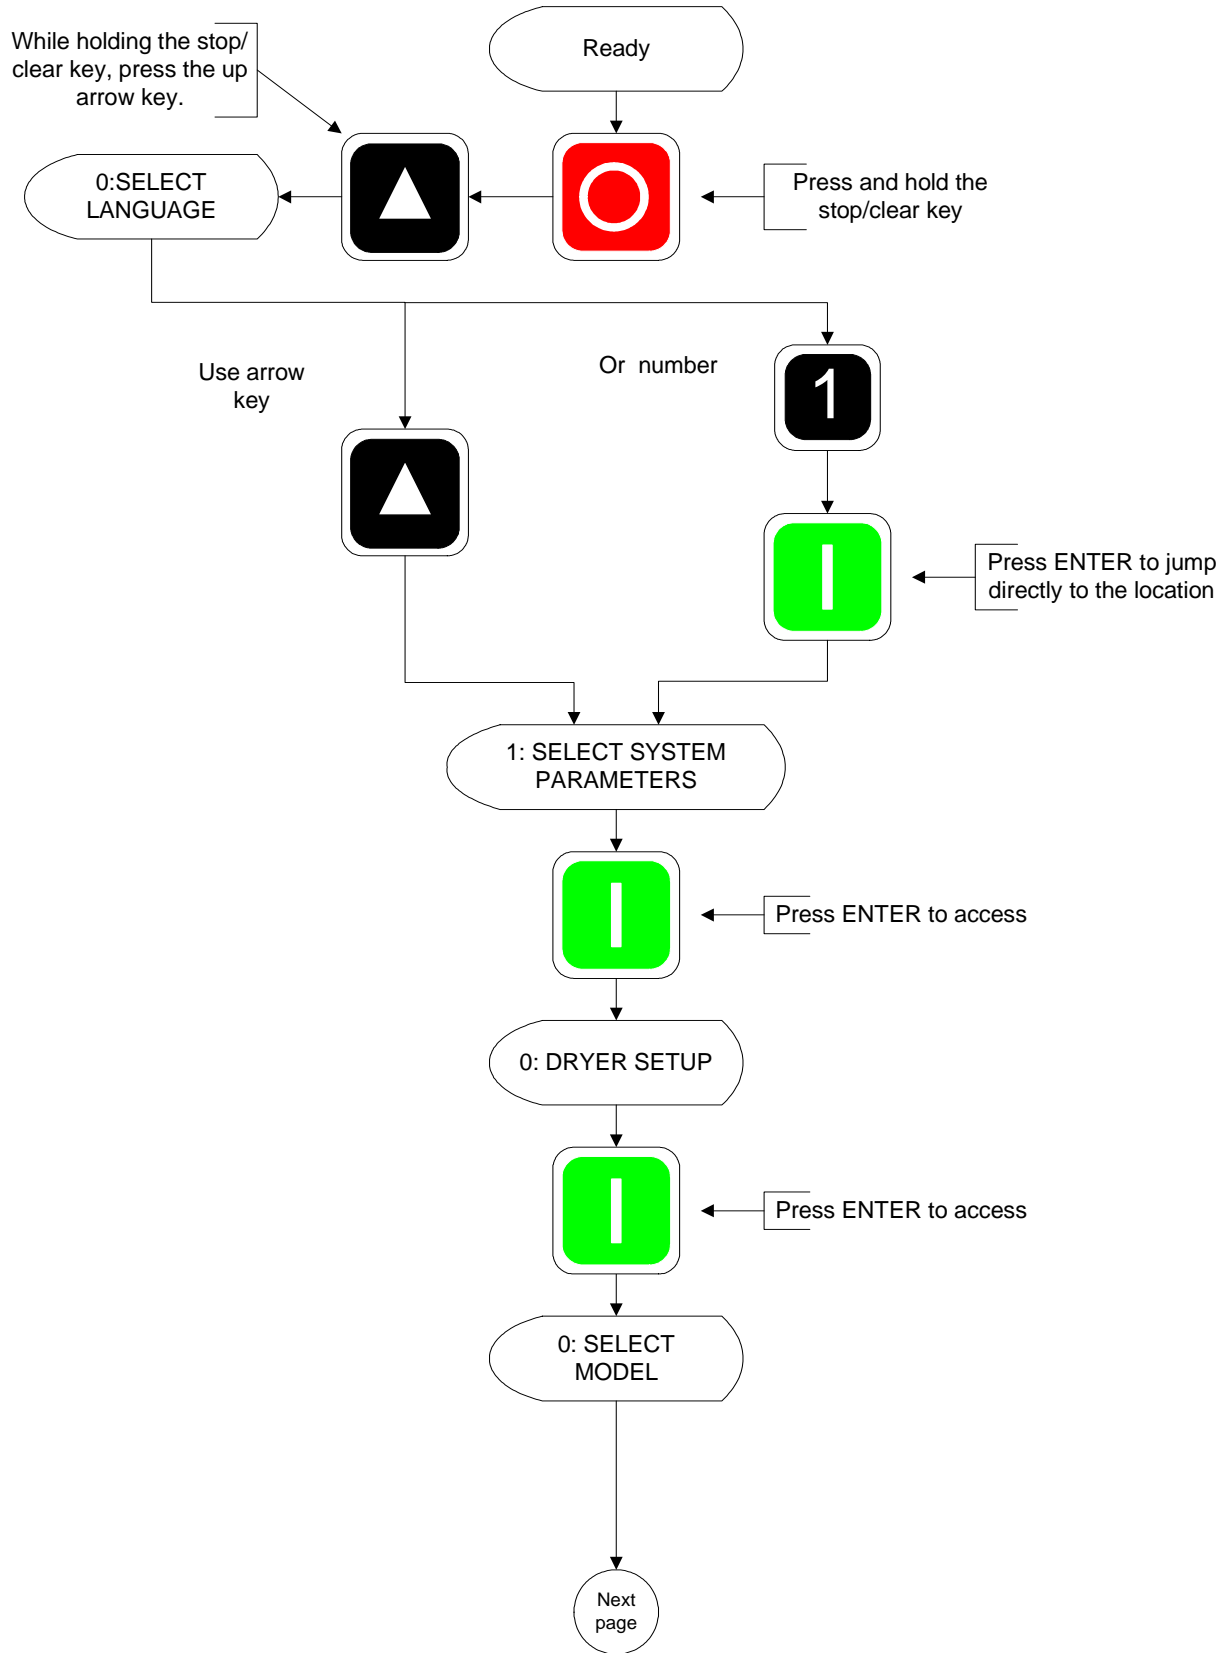 While holding the stop/
clear key, press the up
arrow key.
Ready
0:SELECT
LANGUAGE
Press and hold the
stop/clear key
Use arrow
key
Or number
1
Press ENTER to jump
directly to the location
1: SELECT SYSTEM
PARAMETERS
Press ENTER to access
0: DRYER SETUP
Press ENTER to access
0: SELECT
MODEL
Next
page